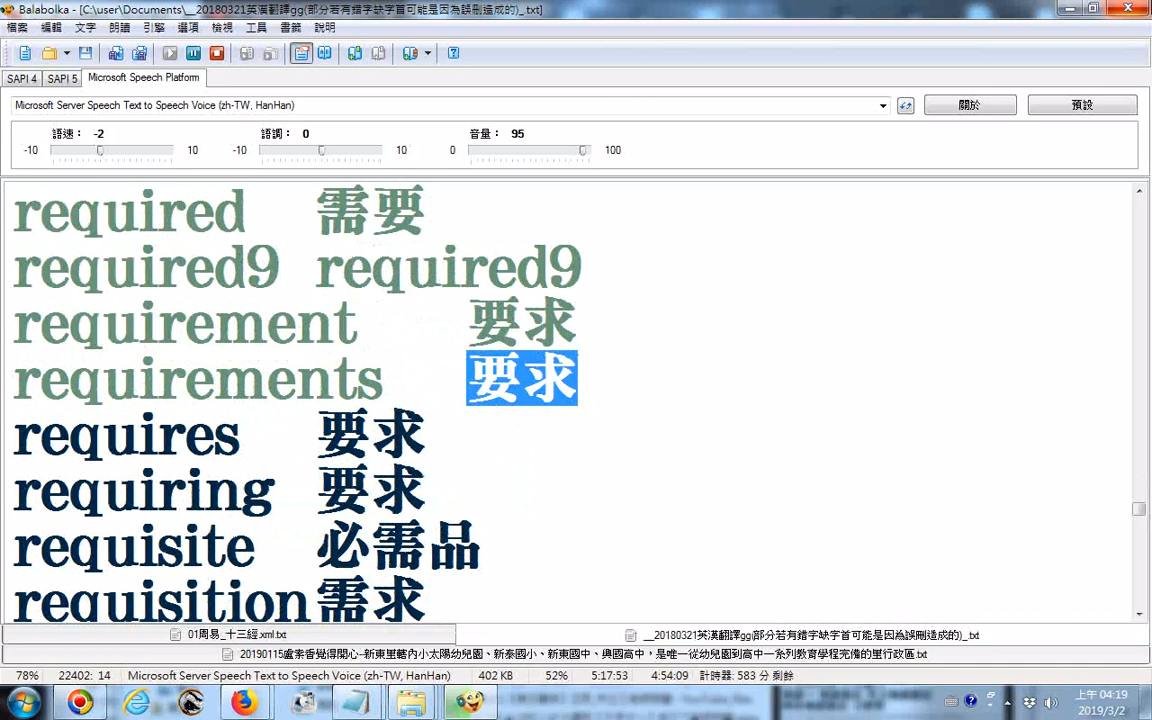 Balabolka - [C:\user\Documents\__20180321英漢翻譯gg(部分若有錯字缺字首可能是因為誤刪造成的)_.txt]
檔案 編輯 文字 朗讀 引擎 選項 檢視 工具 書籤 說明
SAPI 4 SAPI 5 Microsoft Speech Platform
Microsoft Server Speech Text to Speech Voice (zh-TW, HanHan) 關於 預設
語速： -2 語調： 0 音量： 95
-10 10 -10 10 0 100
required 需要
required9 required9
requirement 要求
requirements 要求
requires 要求
requiring 要求
requisite 必需品
requisition 需求
01周易_十三經.xml.txt __20180321英漢翻譯gg(部分若有錯字缺字首可能是因為誤刪造成的)_.txt
20190115盧素香覺得開心-新東里轄內小太陽幼兒園、新泰國小、新東國中、興國高中，是唯一從幼兒園到高中一系列教育學程完備的里行政區.txt
78% 22402: 14 Microsoft Server Speech Text to Speech Voice (zh-TW, HanHan) 402 KB 52% 5:17:53 4:54:09 計時器: 583 分 剩餘
上午 04:19
2019/3/2